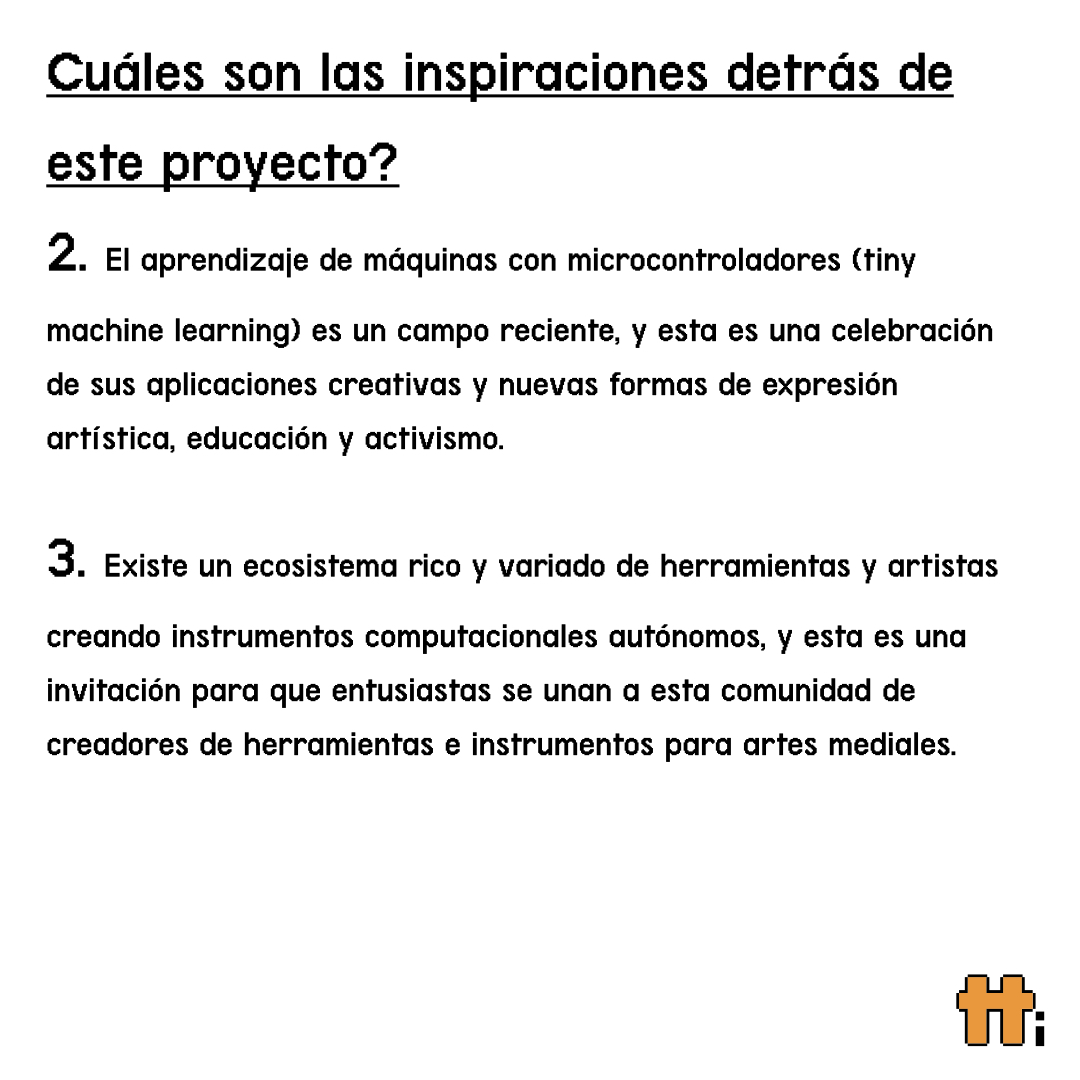 Cuáles son las inspiraciones detrás de
este proyecto?
2. El aprendizaje de máquinas con microcontroladores (tiny
machine learning) es un campo reciente, y esta es una celebración
de sus aplicaciones creativas y nuevas formas de expresión
artística, educación y activismo.
3. Existe un ecosistema rico y variado de herramientas y artistas
creando instrumentos computacionales autónomos, y esta es una
invitación para que entusiastas se unan a esta comunidad de
creadores de herramientas e instrumentos para artes mediales.
tti